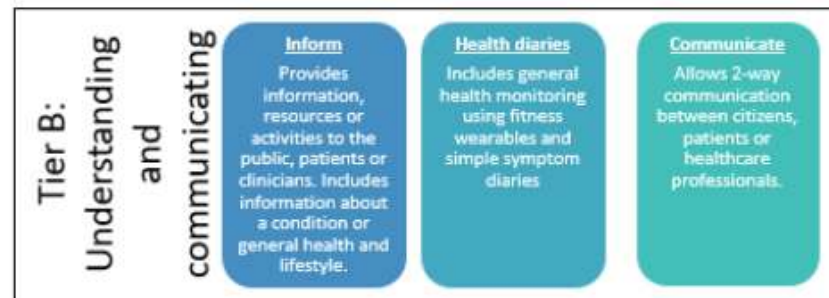 Tier B:
Understanding
and
communicating
Inform
Provides
information,
resources or
activities to the
public, patients or
clinicians. Includes
information about
a condition or
general health and
lifestyle.
Health diaries
Includes general
health monitoring
using fitness
wearables and
simple symptom
diaries
Communicate
Allows 2-way
communication
between citizens,
patients or
healthcare
professionals.